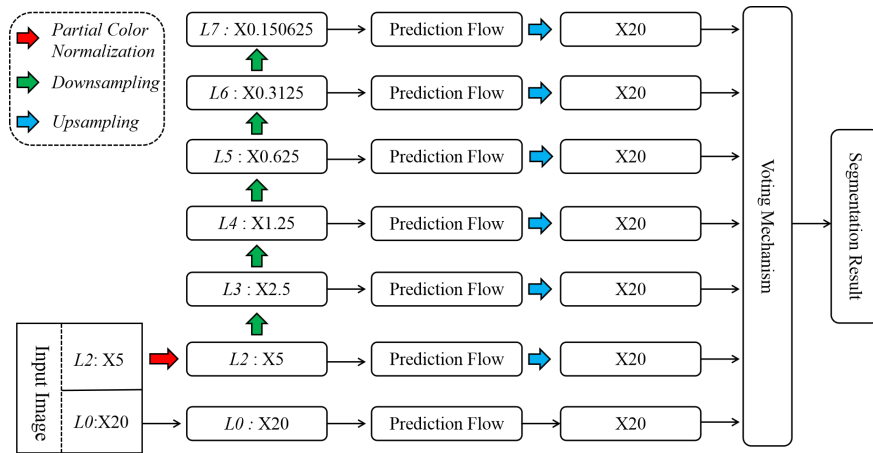 Partial Color
Normalization
Downsampling
Upsampling
L7 : X0.150625
Prediction Flow
X20
L6 : X0.3125
Prediction Flow
X20
L5 : X0.625
Prediction Flow
X20
L4 : X1.25
Prediction Flow
X20
L3 : X2.5
Prediction Flow
X20
Input Image
L2: X5
L2 : X5
Prediction Flow
X20
L0:X20
L0 : X20
Prediction Flow
X20
Voting Mechanism
Segmentation Result